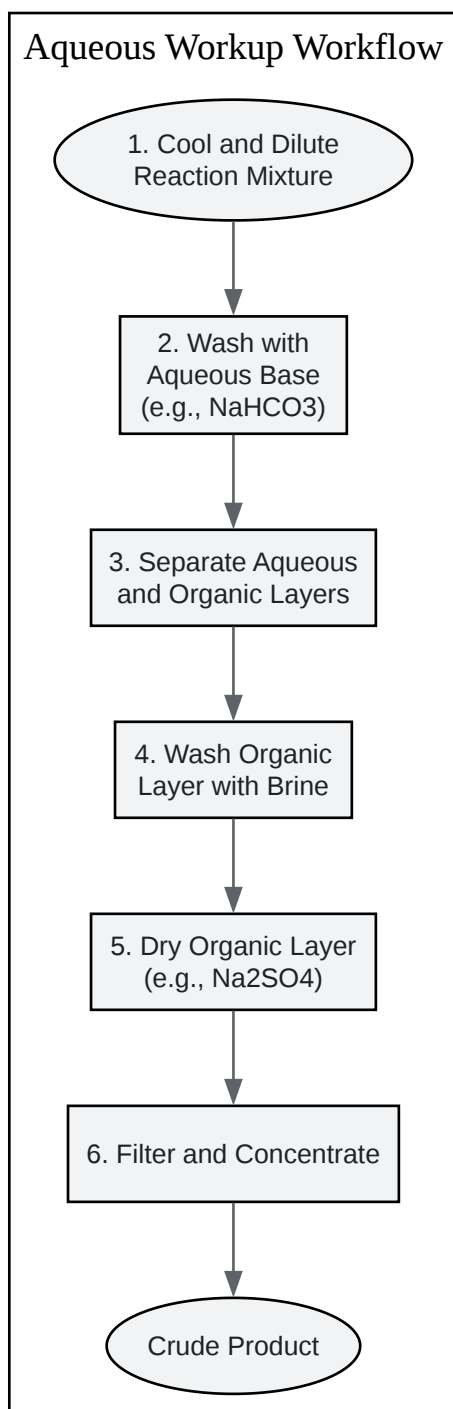 Aqueous Workup Workflow
1. Cool and Dilute
Reaction Mixture
2. Wash with
Aqueous Base
(e.g., NaHCO3)
3. Separate Aqueous
and Organic Layers
4. Wash Organic
Layer with Brine
5. Dry Organic Layer
(e.g., Na2SO4)
6. Filter and Concentrate
Crude Product